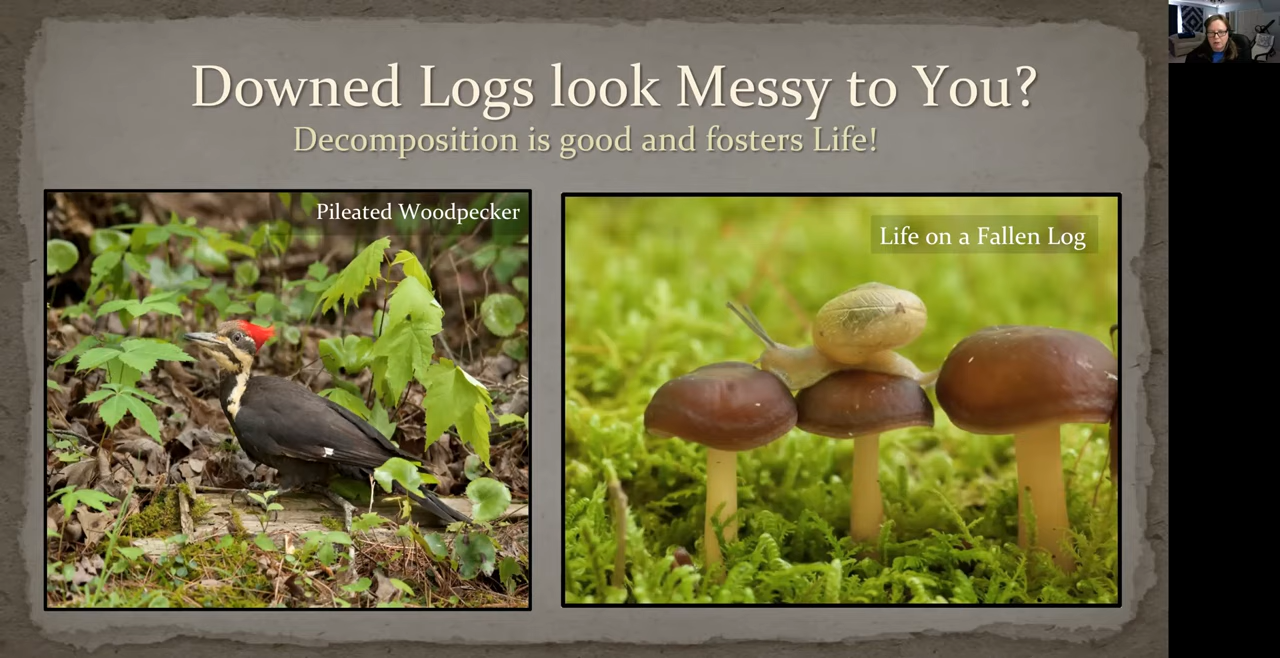 Downed Logs look Messy to You?
Decomposition is good and fosters Life!
Pileated Woodpecker
Life on a Fallen Log